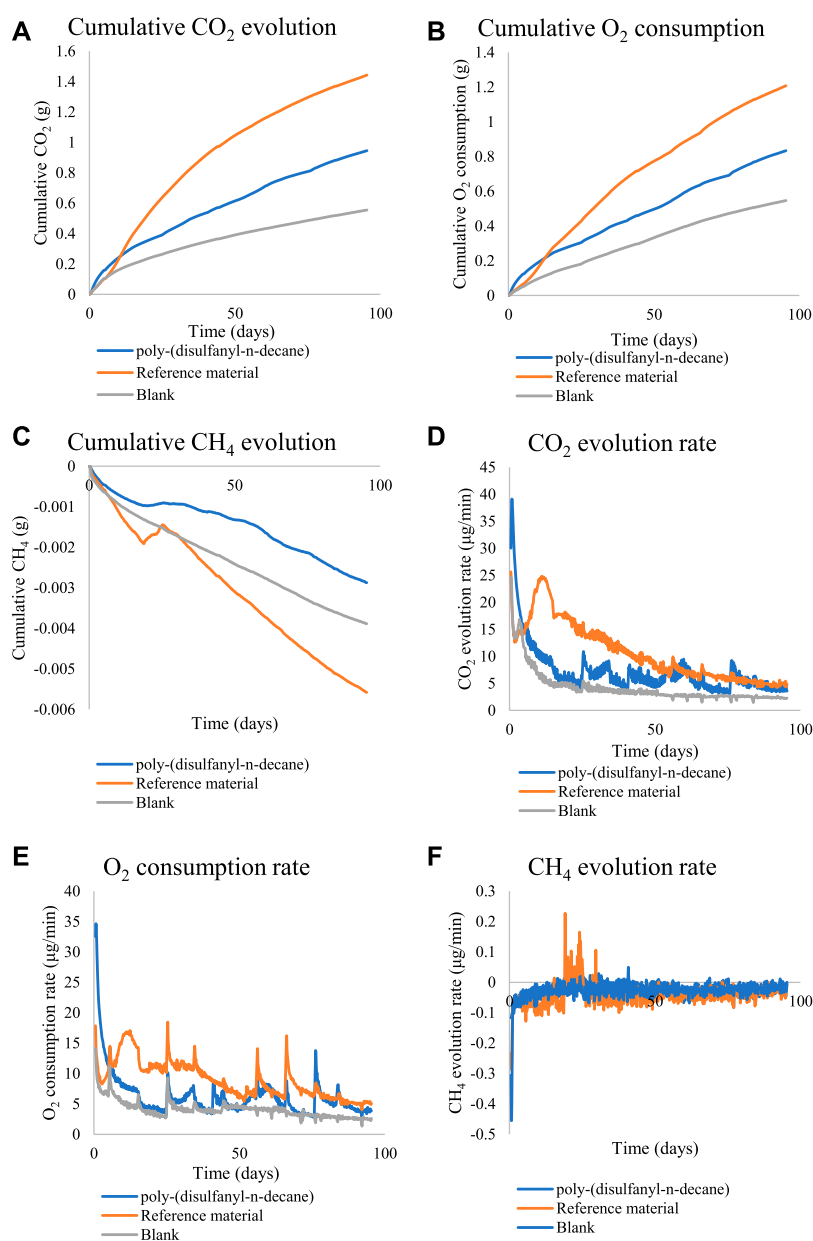 A
Cumulative CO₂ evolution
Cumulative CO₂ (g)
1.6
1.4
1.2
1
0.8
0.6
0.4
0.2
0
0
50
100
Time (days)
poly-(disulfanyl-n-decane)
Reference material
Blank
B
Cumulative O₂ consumption
Cumulative O₂ consumption (g)
1.4
1.2
1
0.8
0.6
0.4
0.2
0
0
50
100
Time (days)
poly-(disulfanyl-n-decane)
Reference material
Blank
C
Cumulative CH₄ evolution
Cumulative CH₄ (g)
0
-0.001
-0.002
-0.003
-0.004
-0.005
-0.006
0
50
100
Time (days)
poly-(disulfanyl-n-decane)
Reference material
Blank
D
CO₂ evolution rate
CO₂ evolution rate (µg/min)
45
40
35
30
25
20
15
10
5
0
0
50
100
Time (days)
poly-(disulfanyl-n-decane)
Reference material
Blank
E
O₂ consumption rate
O₂ consumption rate (µg/min)
40
35
30
25
20
15
10
5
0
0
50
100
Time (days)
poly-(disulfanyl-n-decane)
Reference material
Blank
F
CH₄ evolution rate
CH₄ evolution rate (µg/min)
0.3
0.2
0.1
0
-0.1
-0.2
-0.3
-0.4
-0.5
0
50
100
Time (days)
poly-(disulfanyl-n-decane)
Reference material
Blank